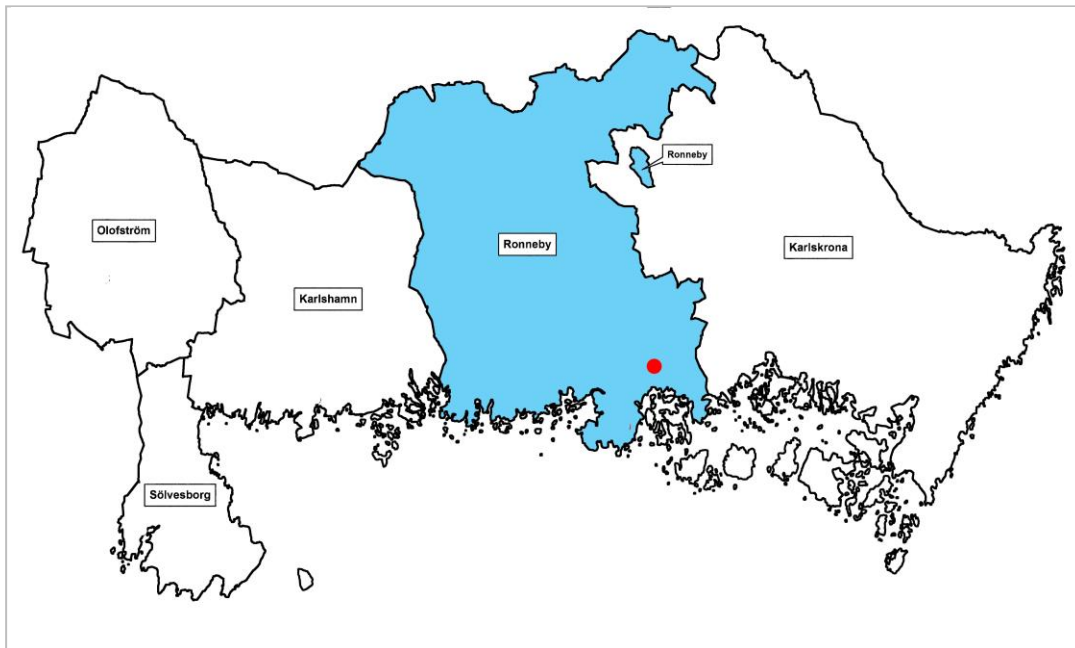 Ronneby
Olofström
Ronneby
Karlskrona
Karlshamn
Sölvesborg